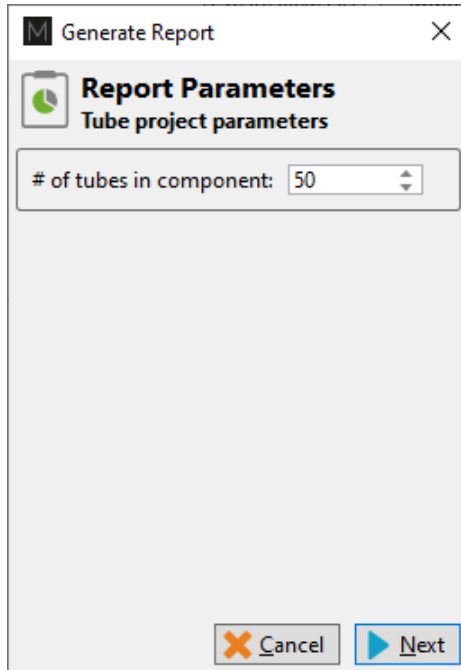 M Generate Report
Report Parameters
Tube project parameters
# of tubes in component: 50
Cancel Next